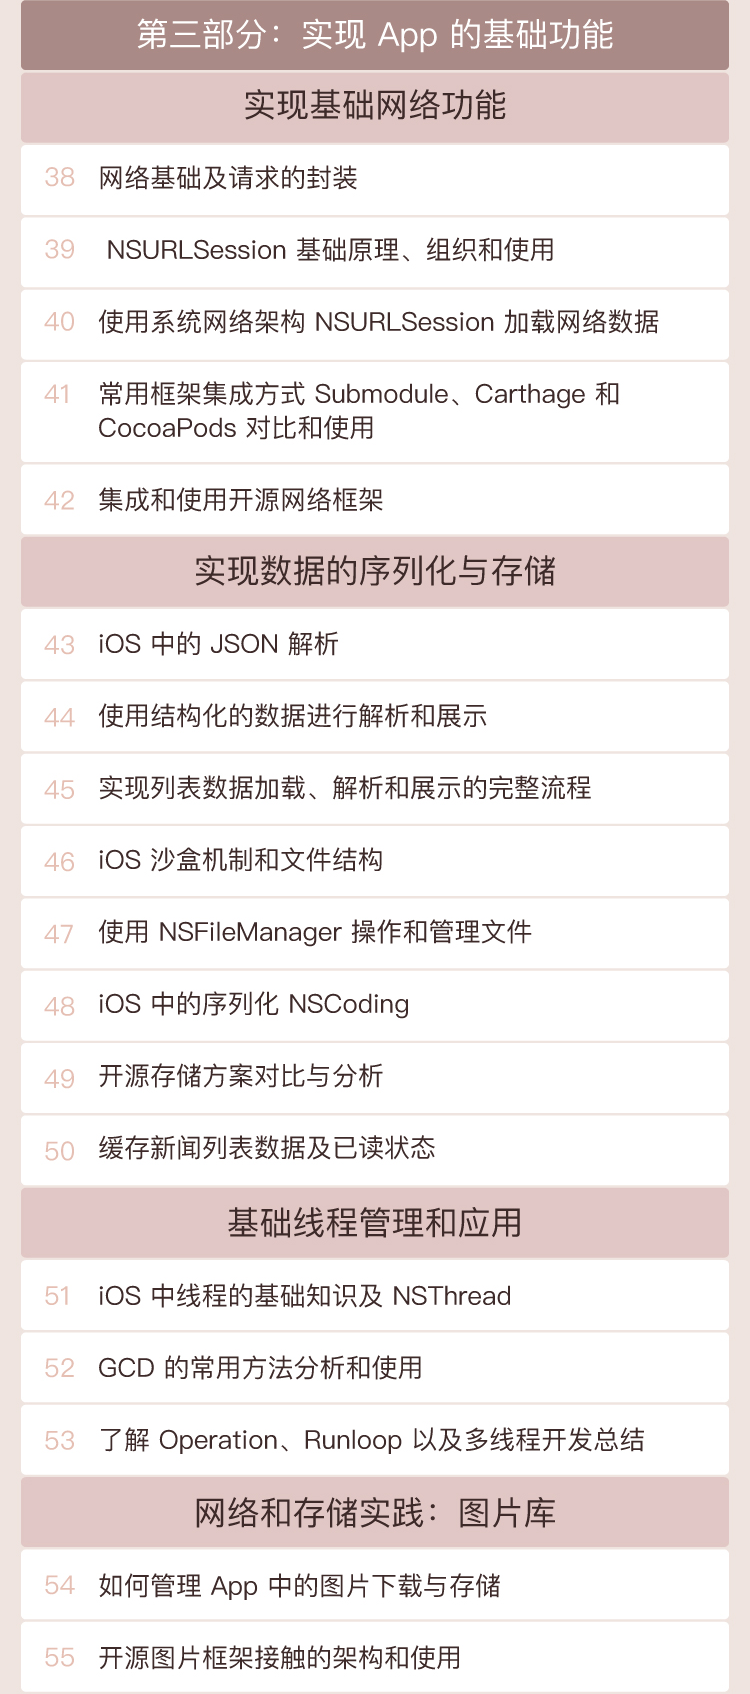 第三部分：实现 App 的基础功能
实现基础网络功能
38 网络基础及请求的封装
39 NSURLSession 基础原理、组织和使用
40 使用系统网络架构 NSURLSession 加载网络数据
41 常用框架集成方式 Submodule、Carthage 和
CocoaPods 对比和使用
42 集成和使用开源网络框架
实现数据的序列化与存储
43 iOS 中的 JSON 解析
44 使用结构化的数据进行解析和展示
45 实现列表数据加载、解析和展示的完整流程
46 iOS 沙盒机制和文件结构
47 使用 NSFileManager 操作和管理文件
48 iOS 中的序列化 NSCoding
49 开源存储方案对比与分析
50 缓存新闻列表数据及已读状态
基础线程管理和应用
51 iOS 中线程的基础知识及 NSThread
52 GCD 的常用方法分析和使用
53 了解 Operation、Runloop 以及多线程开发总结
网络和存储实践：图片库
54 如何管理 App 中的图片下载与存储
55 开源图片框架接触的架构和使用